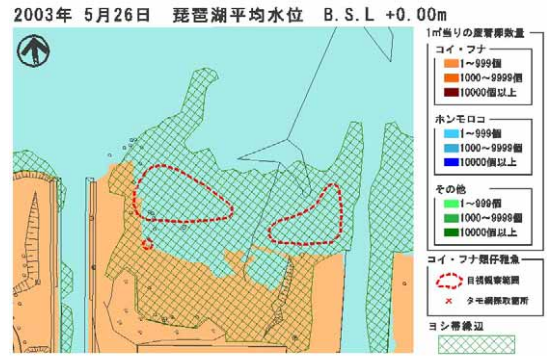 2003年 5月26日 琵琶湖平均水位 B.S.L +0.00m
1㎡当りの産着卵数量
コイ・フナ
1～999個
1000～9999個
10000個以上
ホンモロコ
1～999個
1000～9999個
10000個以上
その他
1～999個
1000～9999個
10000個以上
コイ・フナ類仔稚魚
目視観察範囲
タモ網採取箇所
ヨシ帯縁辺